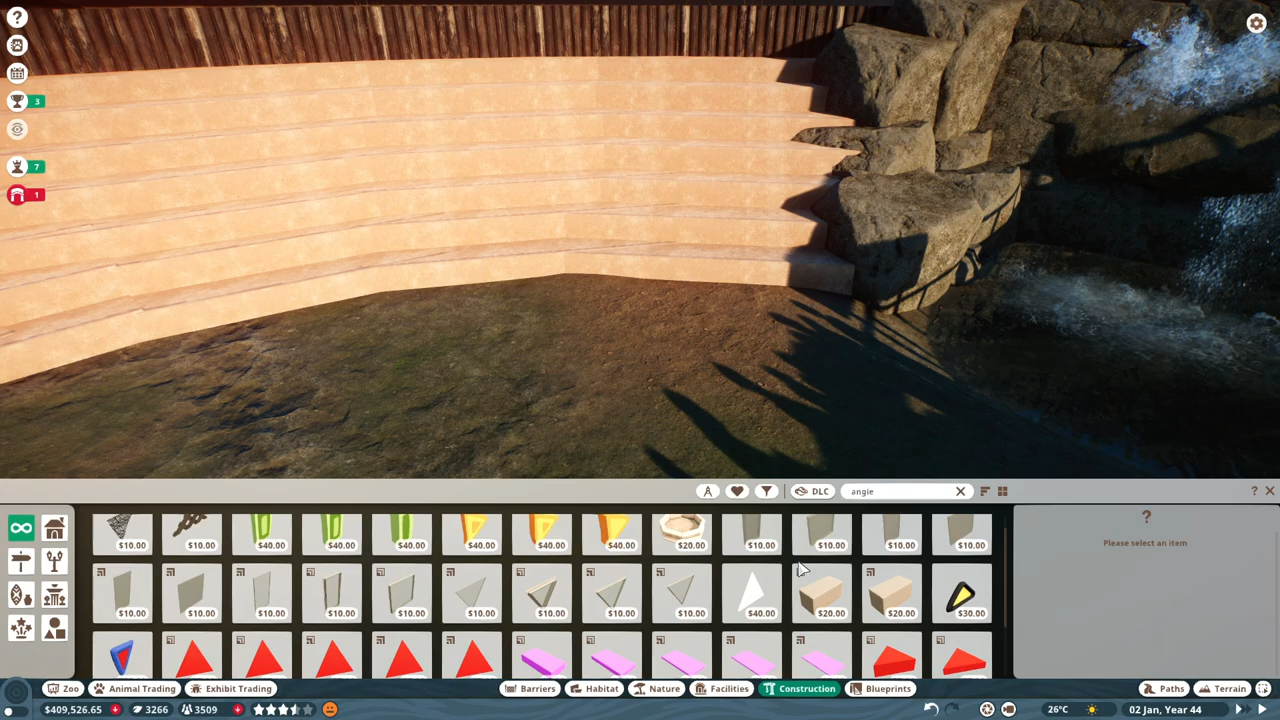 ?
3
7
1
DLC
angie
?
$10.00 $10.00 $40.00 $40.00 $40.00 $40.00 $40.00 $40.00 $20.00 $10.00 $10.00 $10.00 $10.00
$10.00 $10.00 $10.00 $10.00 $10.00 $10.00 $10.00 $10.00 $10.00 $40.00 $20.00 $20.00 $30.00
?
Please select an item
Zoo
Animal Trading
Exhibit Trading
Barriers
Habitat
Nature
Facilities
Construction
Blueprints
Paths
Terrain
$409,526.65
3266
3509
26°C
02 Jan, Year 44